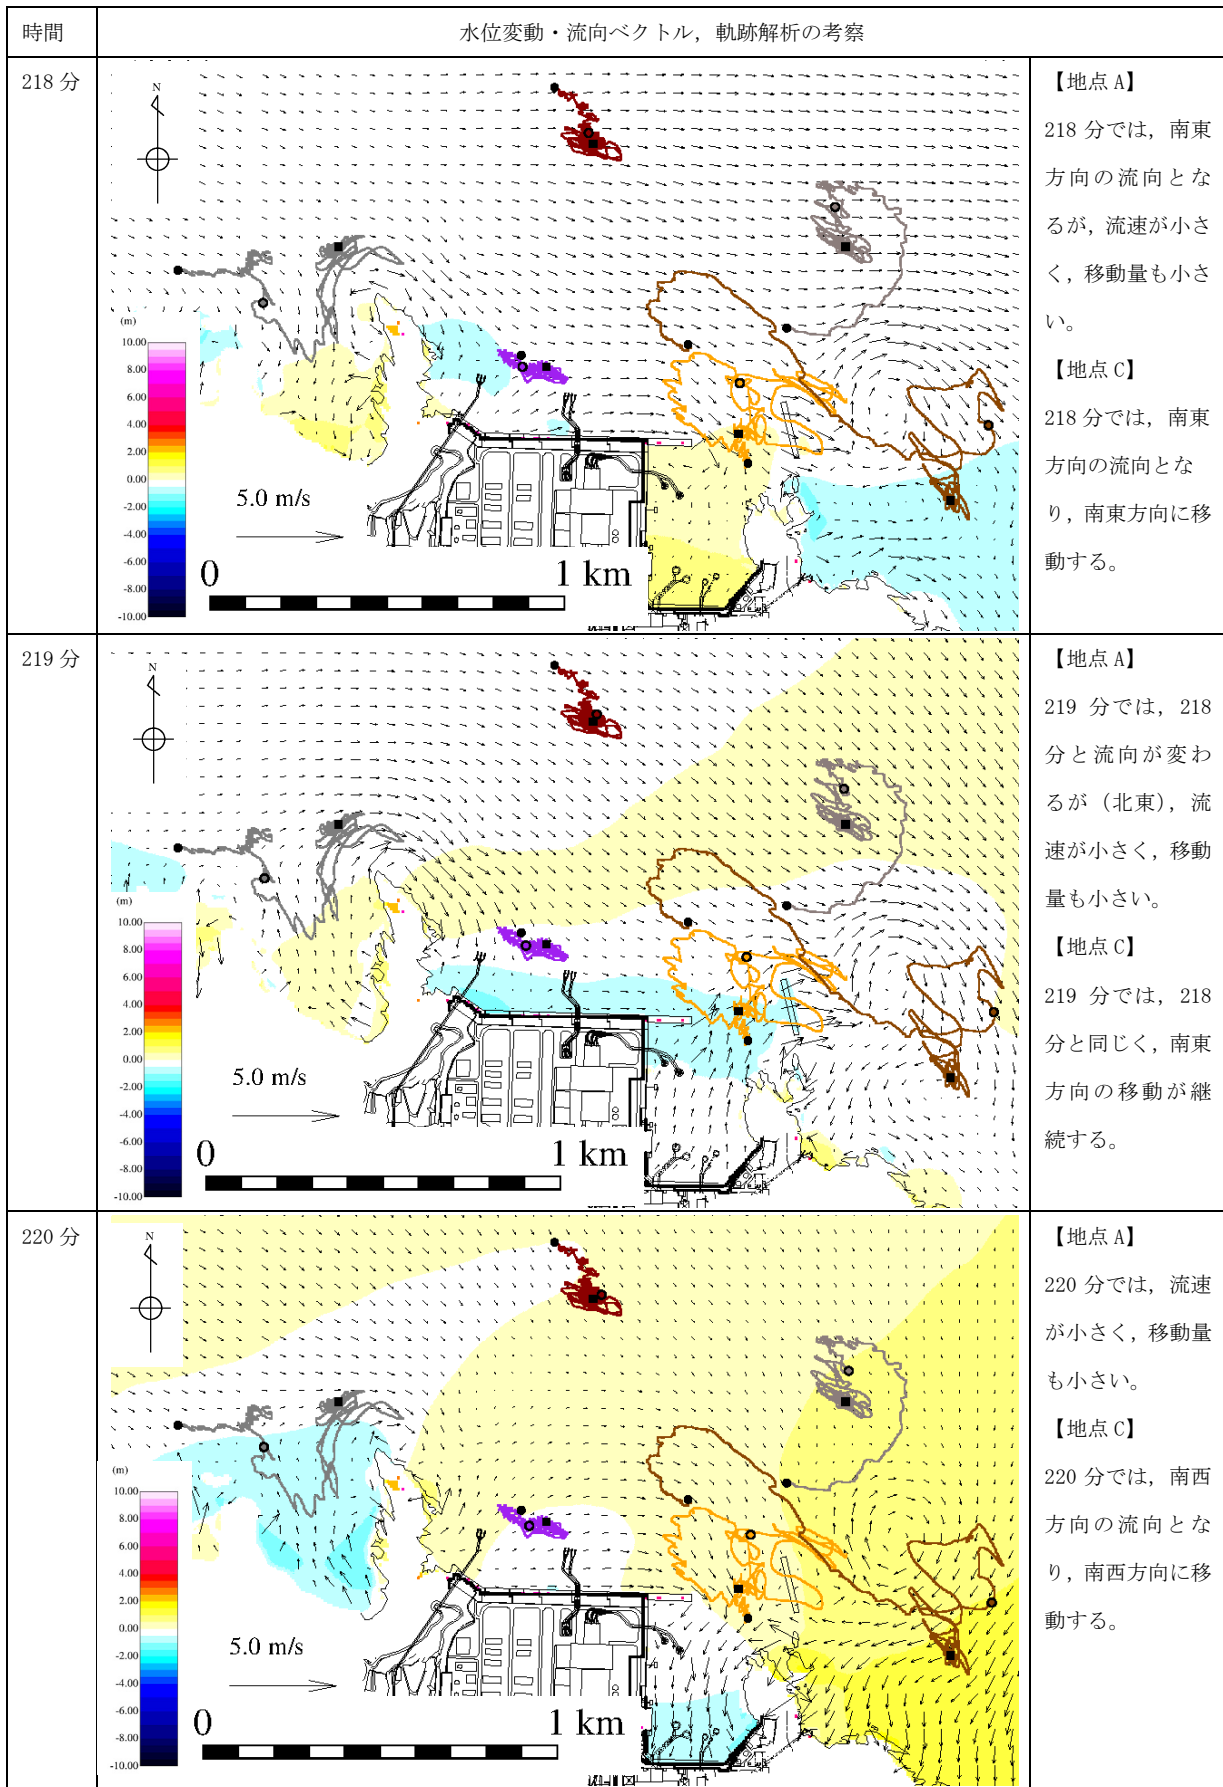 時間
水位変動・流向ベクトル，軌跡解析の考察
218 分
N
(m)
10.00
8.00
6.00
4.00
2.00
0.00
-2.00
-4.00
-6.00
-8.00
-10.00
5.0 m/s
0
1 km
【地点 A】
218 分では，南東
方向の流向とな
るが，流速が小さ
く，移動量も小さ
い。
【地点 C】
218 分では，南東
方向の流向とな
り，南東方向に移
動する。
219 分
N
(m)
10.00
8.00
6.00
4.00
2.00
0.00
-2.00
-4.00
-6.00
-8.00
-10.00
5.0 m/s
0
1 km
【地点 A】
219 分では，218
分と流向が変わ
るが（北東），流
速が小さく，移動
量も小さい。
【地点 C】
219 分では，218
分と同じく，南東
方向の移動が継
続する。
220 分
N
(m)
10.00
8.00
6.00
4.00
2.00
0.00
-2.00
-4.00
-6.00
-8.00
-10.00
5.0 m/s
0
1 km
【地点 A】
220 分では，流速
が小さく，移動量
も小さい。
【地点 C】
220 分では，南西
方向の流向とな
り，南西方向に移
動する。